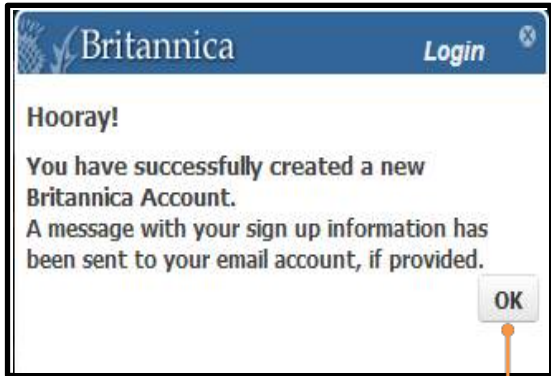 Britannica Login
Hooray!
You have successfully created a new
Britannica Account.
A message with your sign up information has
been sent to your email account, if provided.
OK